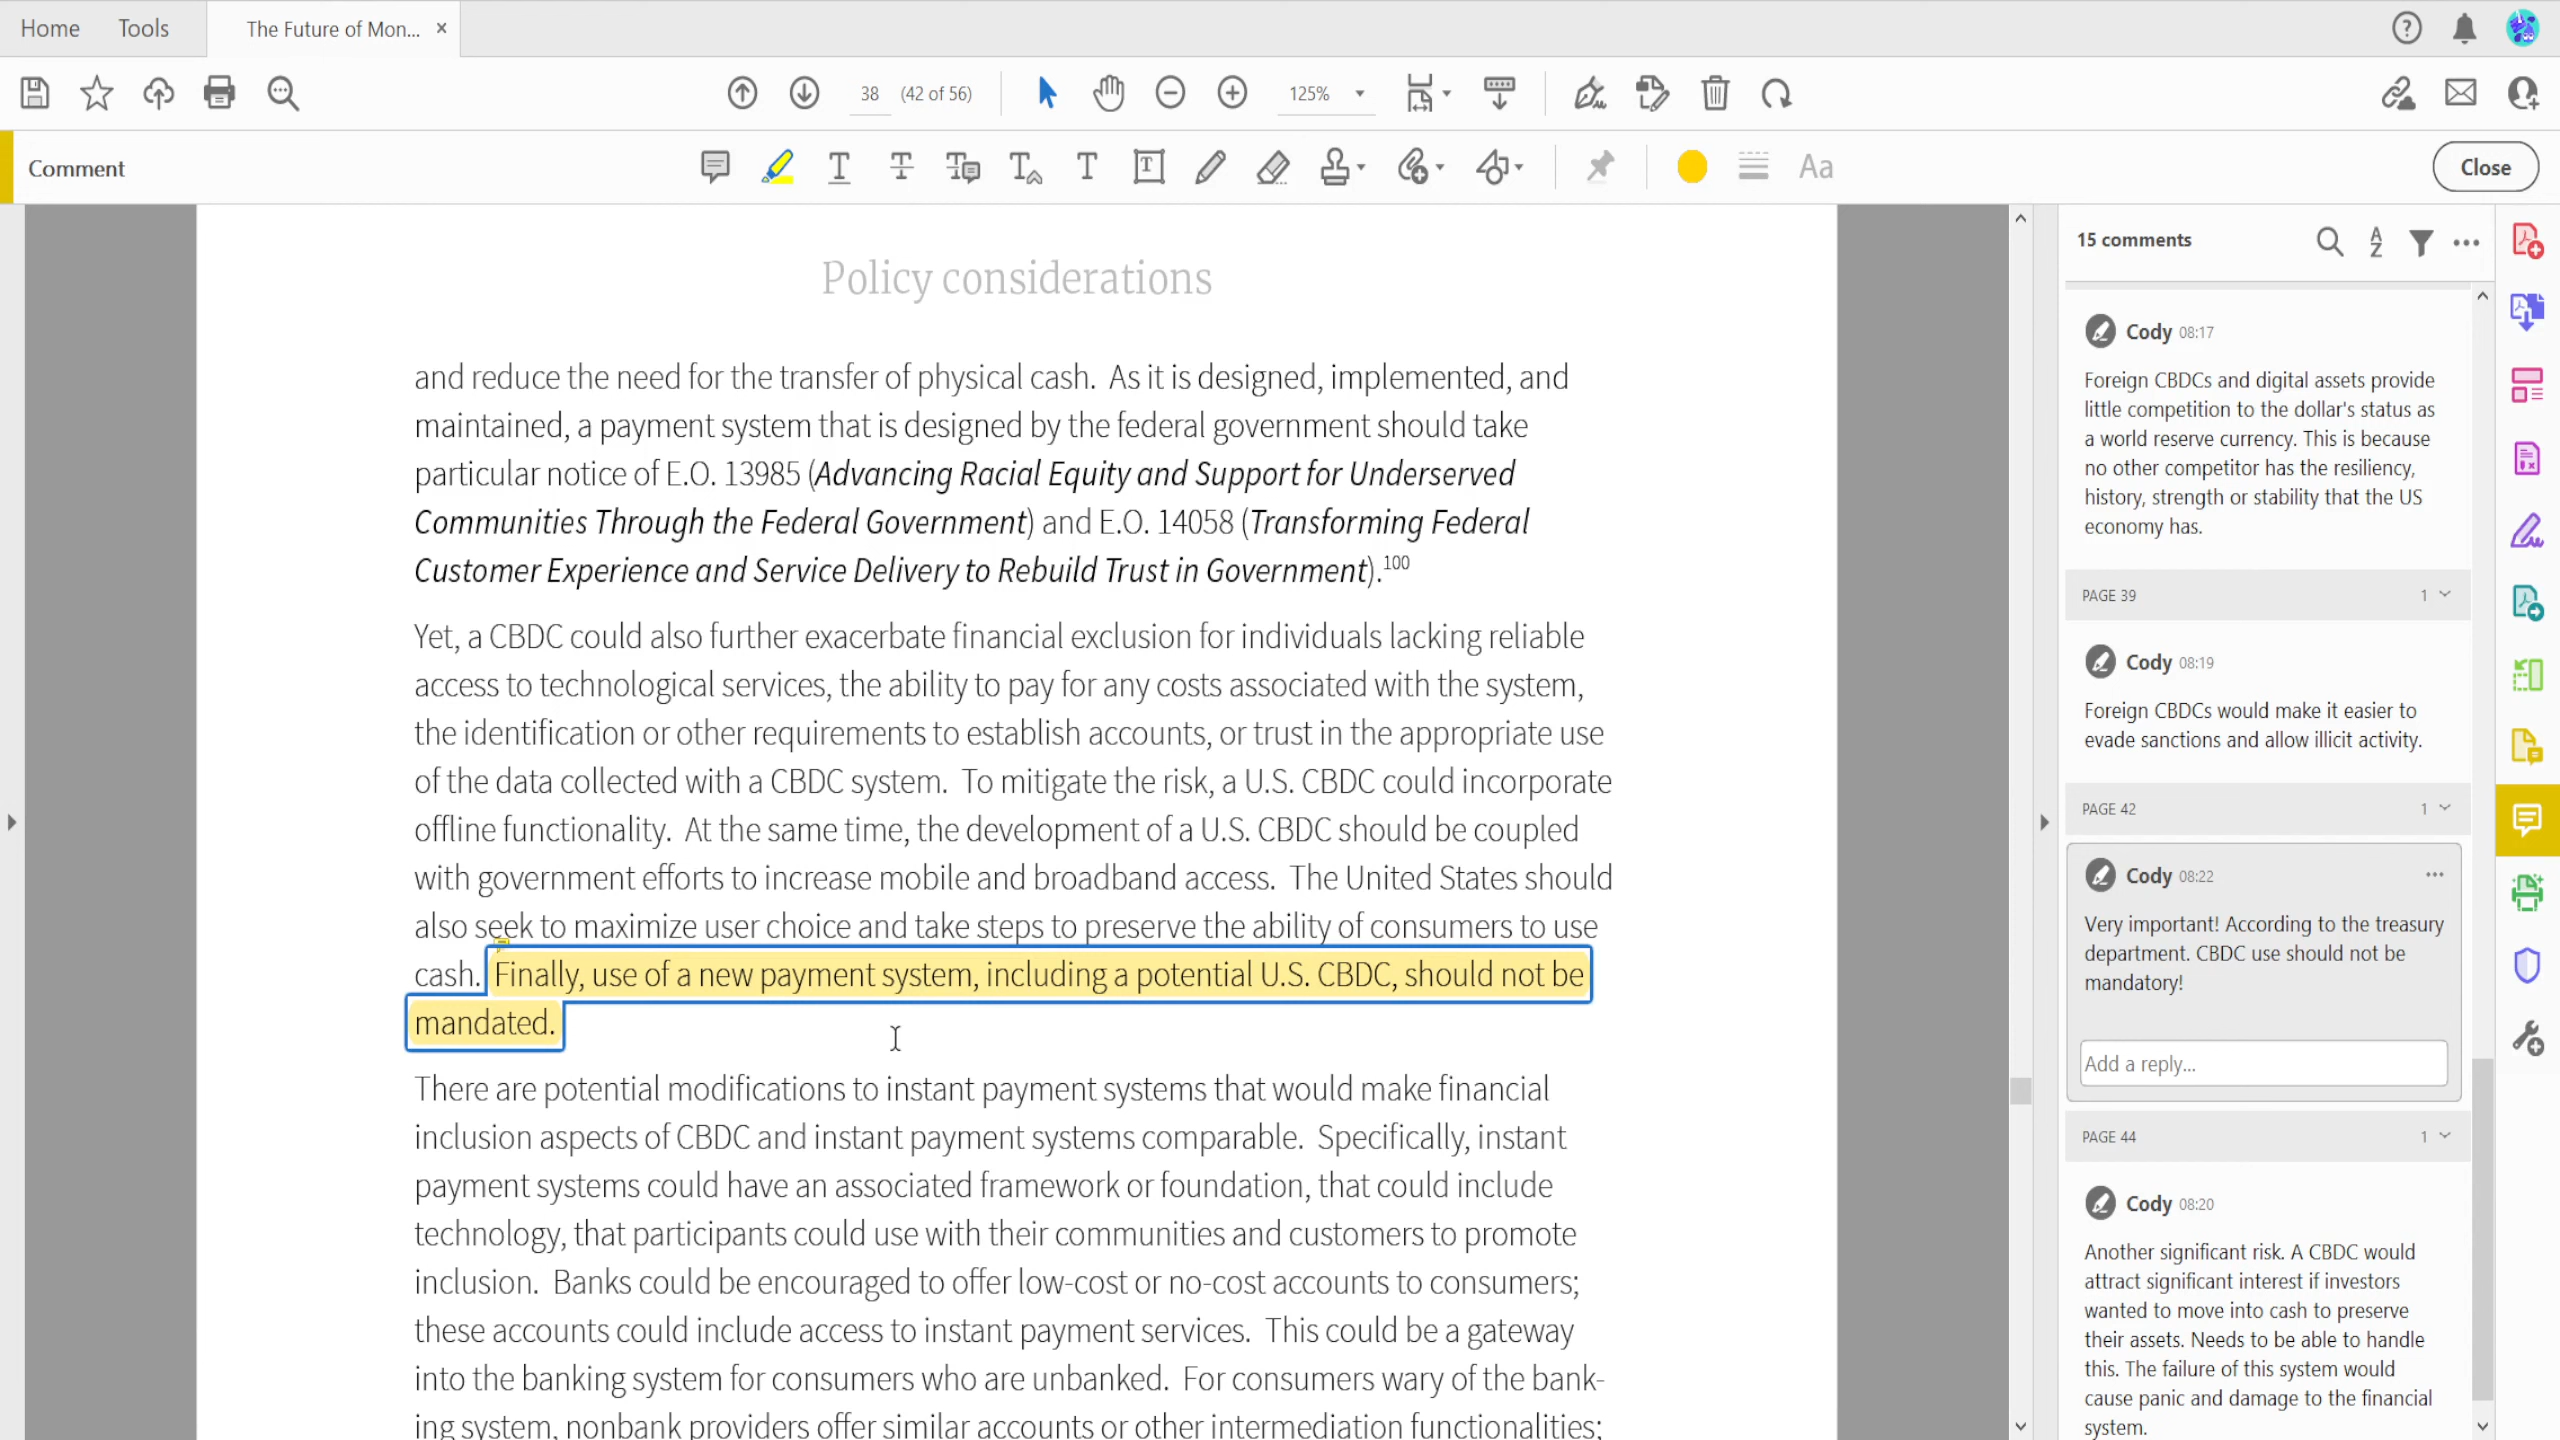 Home
Tools
The Future of Mon...
38 (42 of 56)
125%
Comment
Close
Policy considerations
and reduce the need for the transfer of physical cash.  As it is designed, implemented, and
maintained, a payment system that is designed by the federal government should take
particular notice of E.O. 13985 (Advancing Racial Equity and Support for Underserved
Communities Through the Federal Government) and E.O. 14058 (Transforming Federal
Customer Experience and Service Delivery to Rebuild Trust in Government).100
Yet, a CBDC could also further exacerbate financial exclusion for individuals lacking reliable
access to technological services, the ability to pay for any costs associated with the system,
the identification or other requirements to establish accounts, or trust in the appropriate use
of the data collected with a CBDC system.  To mitigate the risk, a U.S. CBDC could incorporate
offline functionality.  At the same time, the development of a U.S. CBDC should be coupled
with government efforts to increase mobile and broadband access.  The United States should
also seek to maximize user choice and take steps to preserve the ability of consumers to use
cash.  Finally, use of a new payment system, including a potential U.S. CBDC, should not be
mandated.
There are potential modifications to instant payment systems that would make financial
inclusion aspects of CBDC and instant payment systems comparable.  Specifically, instant
payment systems could have an associated framework or foundation, that could include
technology, that participants could use with their communities and customers to promote
inclusion.  Banks could be encouraged to offer low-cost or no-cost accounts to consumers;
these accounts could include access to instant payment services.  This could be a gateway
into the banking system for consumers who are unbanked.  For consumers wary of the bank-
ing system, nonbank providers offer similar accounts or other intermediation functionalities;
15 comments
Cody 08:17
Foreign CBDCs and digital assets provide
little competition to the dollar's status as
a world reserve currency. This is because
no other competitor has the resiliency,
history, strength or stability that the US
economy has.
PAGE 39 1
Cody 08:19
Foreign CBDCs would make it easier to
evade sanctions and allow illicit activity.
PAGE 42 1
Cody 08:22
Very important! According to the treasury
department. CBDC use should not be
mandatory!
Add a reply...
PAGE 44 1
Cody 08:20
Another significant risk. A CBDC would
attract significant interest if investors
wanted to move into cash to preserve
their assets. Needs to be able to handle
this. The failure of this system would
cause panic and damage to the financial
system.